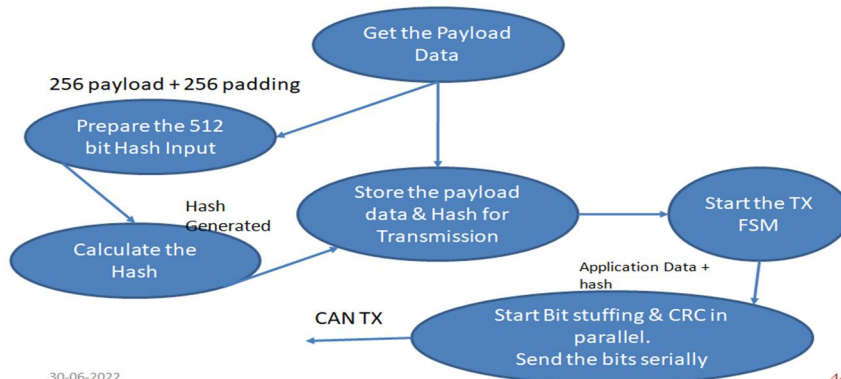 Get the Payload
Data
256 payload + 256 padding
Prepare the 512
bit Hash Input
Store the payload
data & Hash for
Transmission
Start the TX
FSM
Hash
Generated
Calculate the
Hash
Application Data +
hash
Start Bit stuffing & CRC in
parallel.
Send the bits serially
CAN TX
30-06-2022